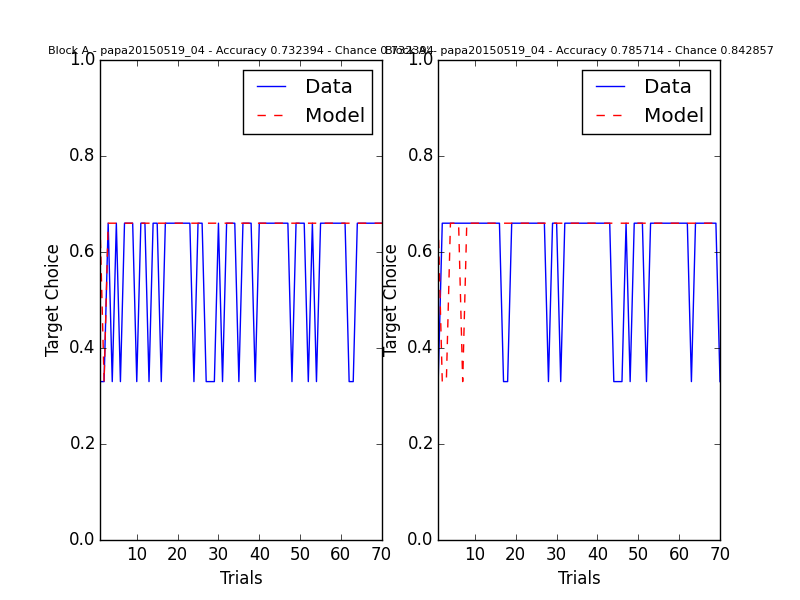 Block A - papa20150519_04 - Accuracy 0.732394 - Chance 0.732394
Block A - papa20150519_04 - Accuracy 0.785714 - Chance 0.842857
Data
Model
1.0
0.8
0.6
0.4
0.2
0.0
Target Choice
10 20 30 40 50 60 70
Trials
Data
Model
1.0
0.8
0.6
0.4
0.2
0.0
Target Choice
10 20 30 40 50 60 70
Trials